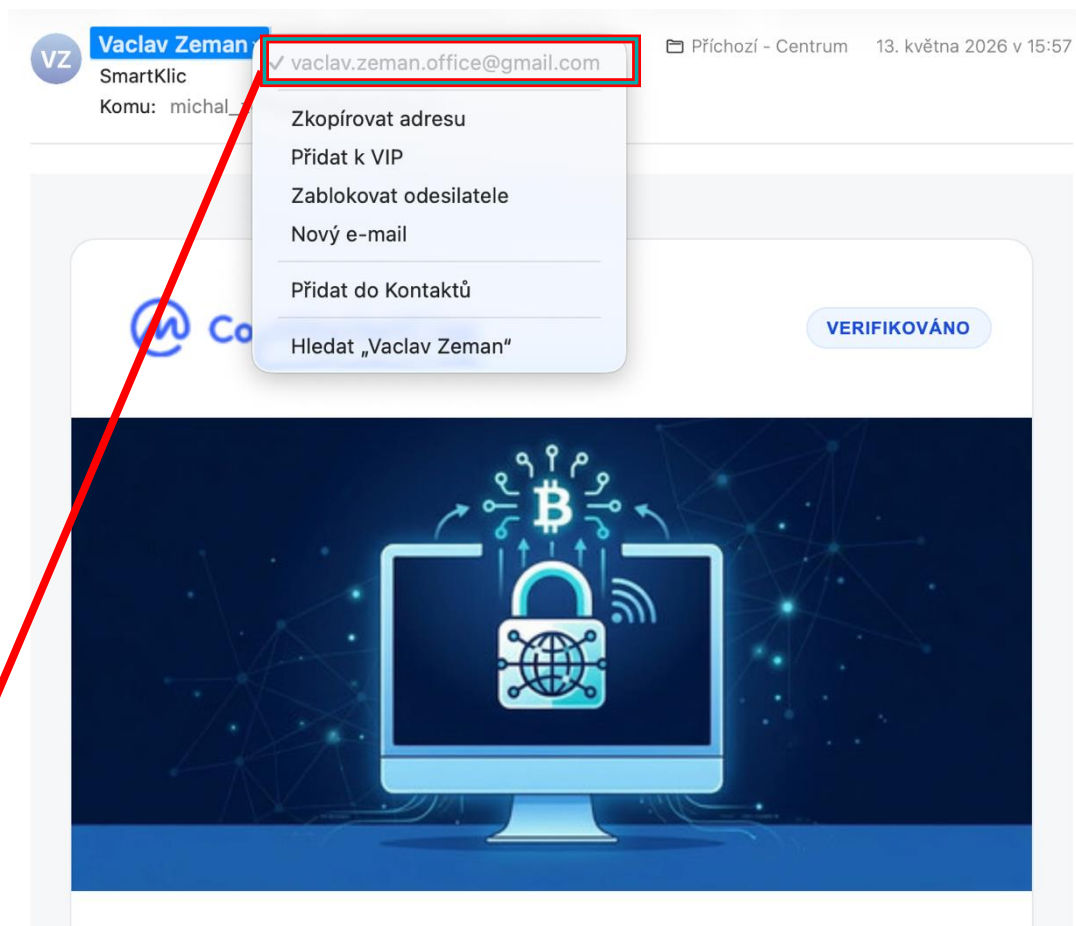 VZ
Vaclav Zeman
vaclav.zeman.office@gmail.com
Příchozí - Centrum
13. května 2026 v 15:57
SmartKlic
Komu: michal_
Zkopírovat adresu
Přidat k VIP
Zablokovat odesilatele
Nový e-mail
Přidat do Kontaktů
Hledat „Vaclav Zeman“
Co
VERIFIKOVÁNO